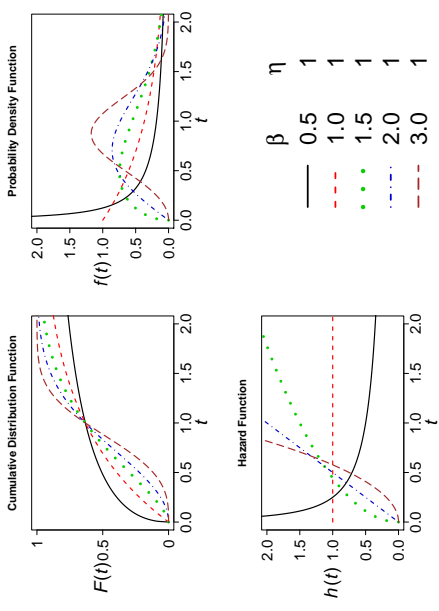 Cumulative Distribution Function
1
0.5
0
F(t)
0.0 0.5 1.0 1.5 2.0
t
Probability Density Function
2.0
1.5
1.0
0.5
0.0
f(t)
0.0 0.5 1.0 1.5 2.0
t
Hazard Function
2.0
1.5
1.0
0.5
0.0
h(t)
0.0 0.5 1.0 1.5 2.0
t
β η
0.5 1
1.0 1
1.5 1
2.0 1
3.0 1